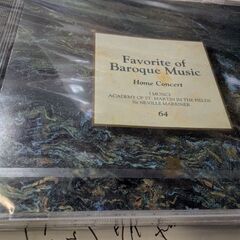 Favorite of
Baroque Music
Home Concert
I MUSICI
ACADEMY OF ST. MARTIN IN THE FIELDS
Sir NEVILLE MARRINER
64